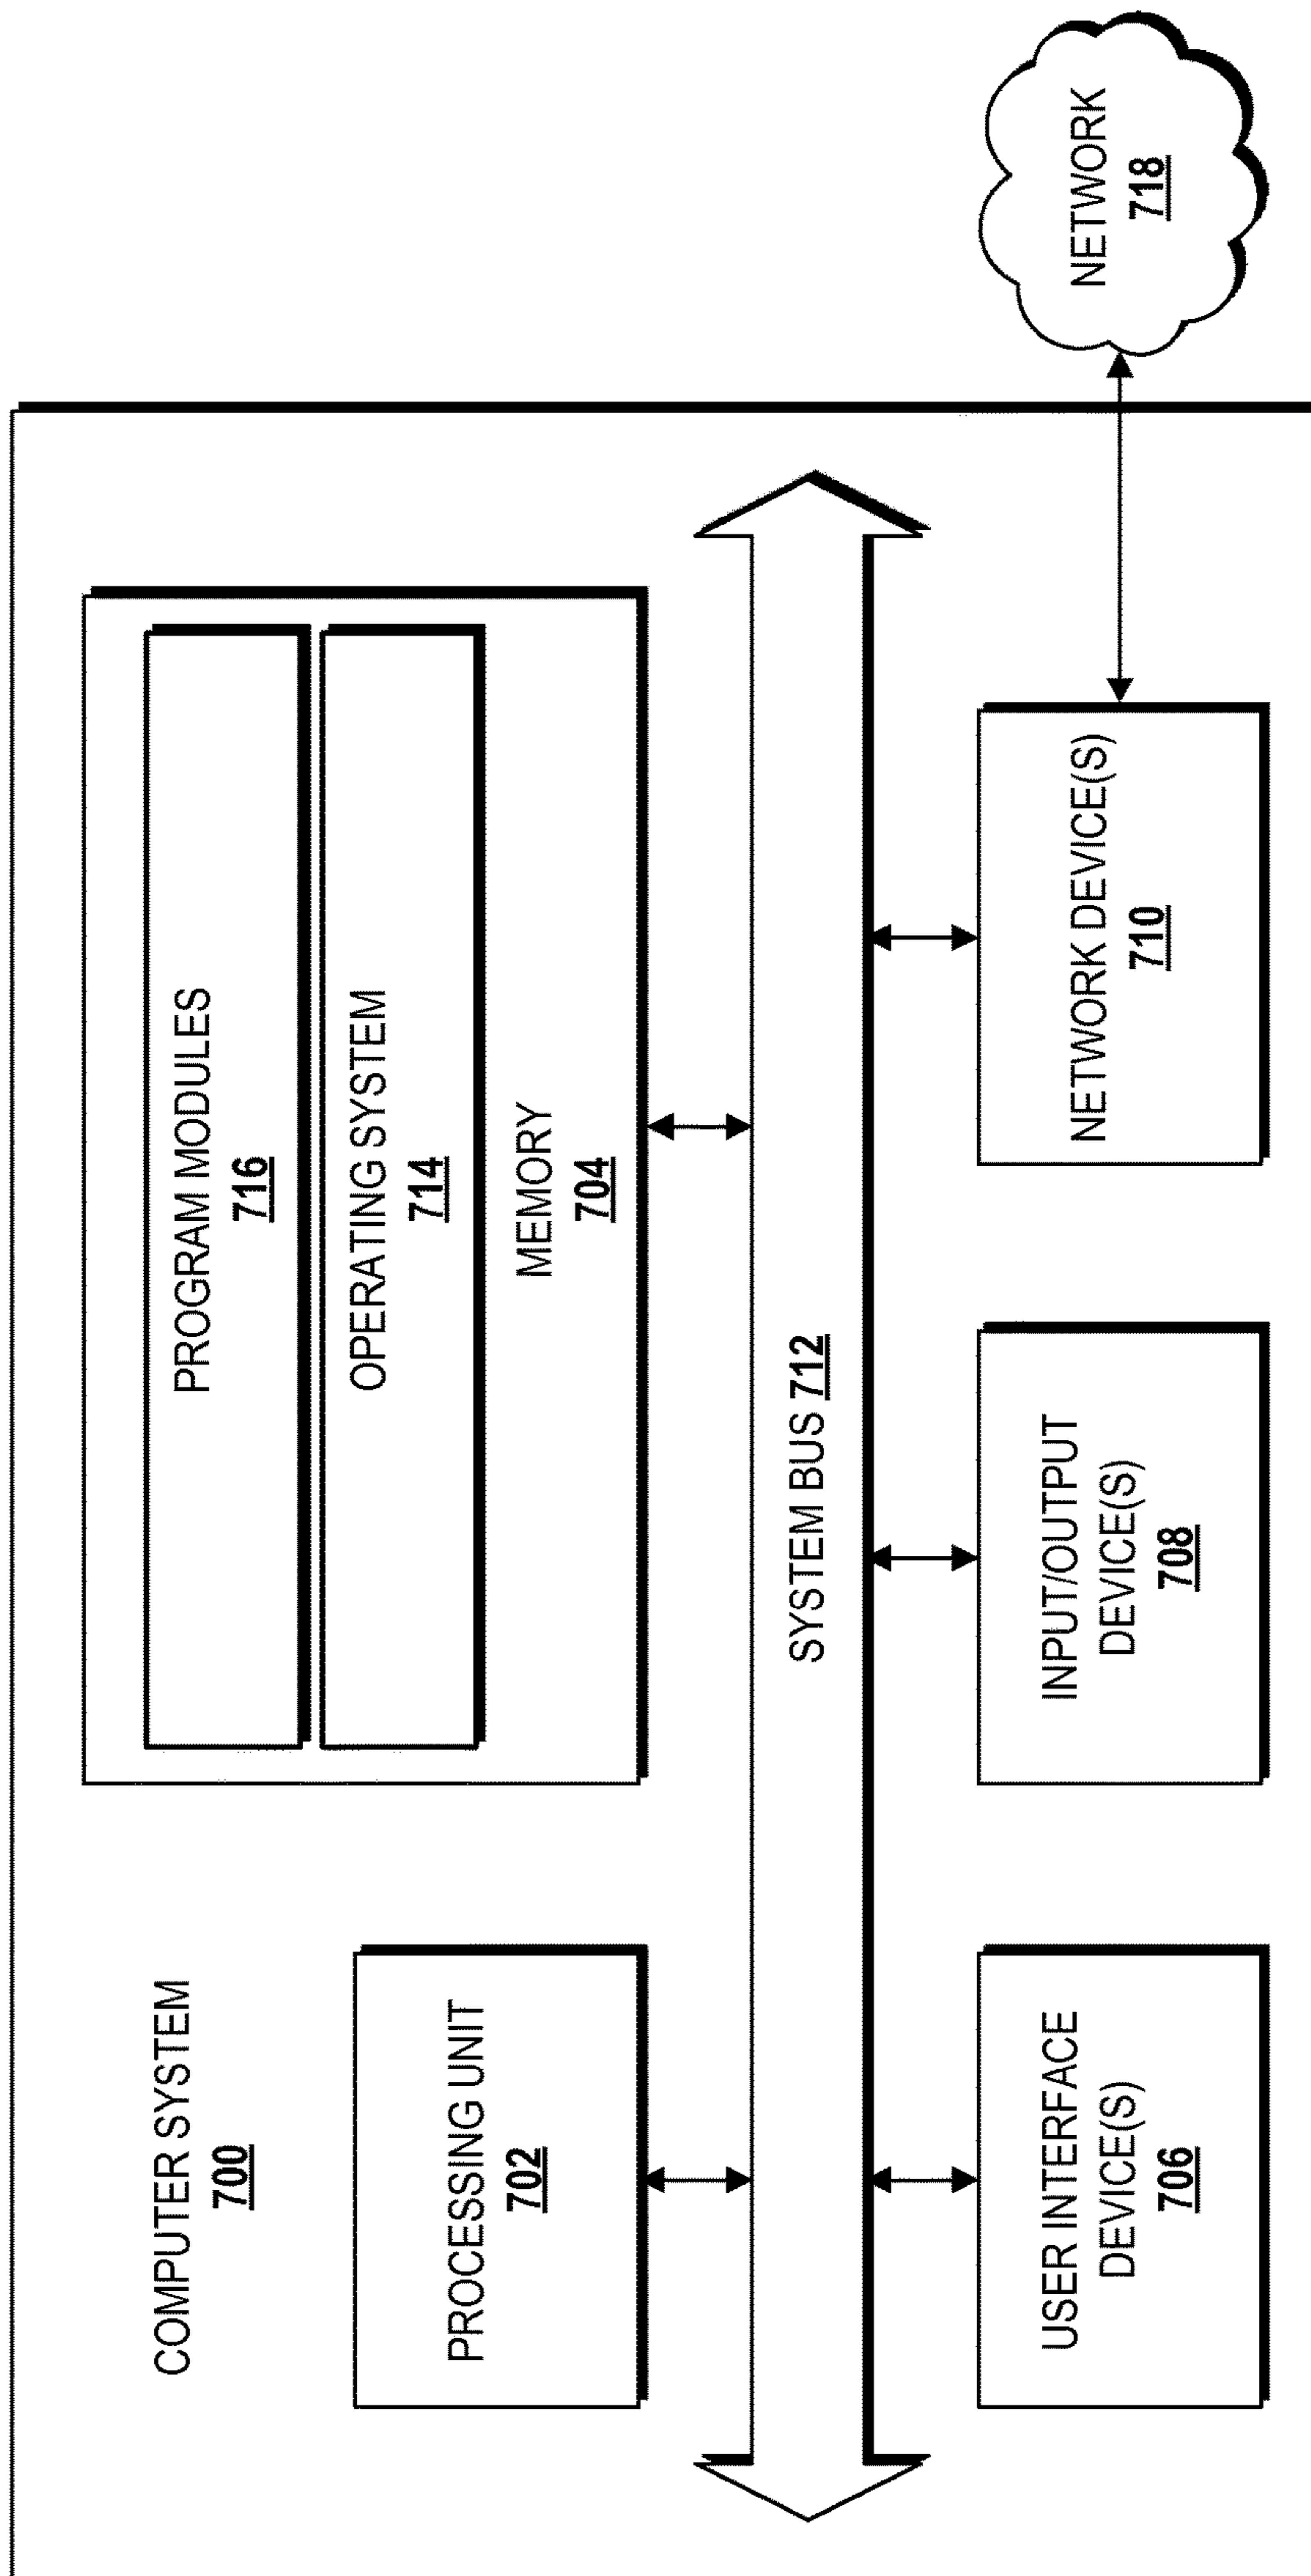 COMPUTER SYSTEM
700
PROCESSING UNIT
702
PROGRAM MODULES
716
OPERATING SYSTEM
714
MEMORY
704
SYSTEM BUS 712
USER INTERFACE
DEVICE(S)
706
INPUT/OUTPUT
DEVICE(S)
708
NETWORK DEVICE(S)
710
NETWORK
718